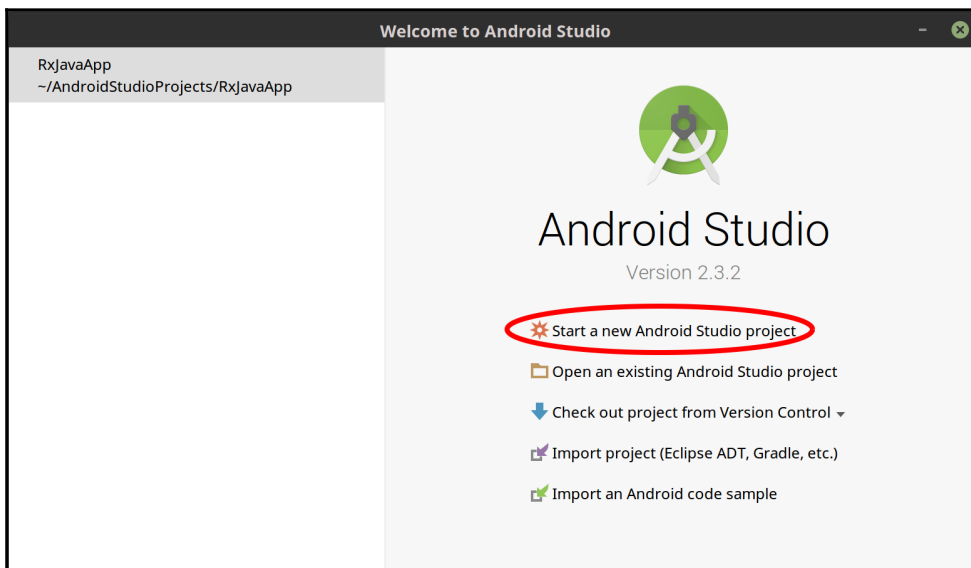 Welcome to Android Studio
RxJavaApp
~/AndroidStudioProjects/RxJavaApp
Android Studio
Version 2.3.2
Start a new Android Studio project
Open an existing Android Studio project
Check out project from Version Control
Import project (Eclipse ADT, Gradle, etc.)
Import an Android code sample